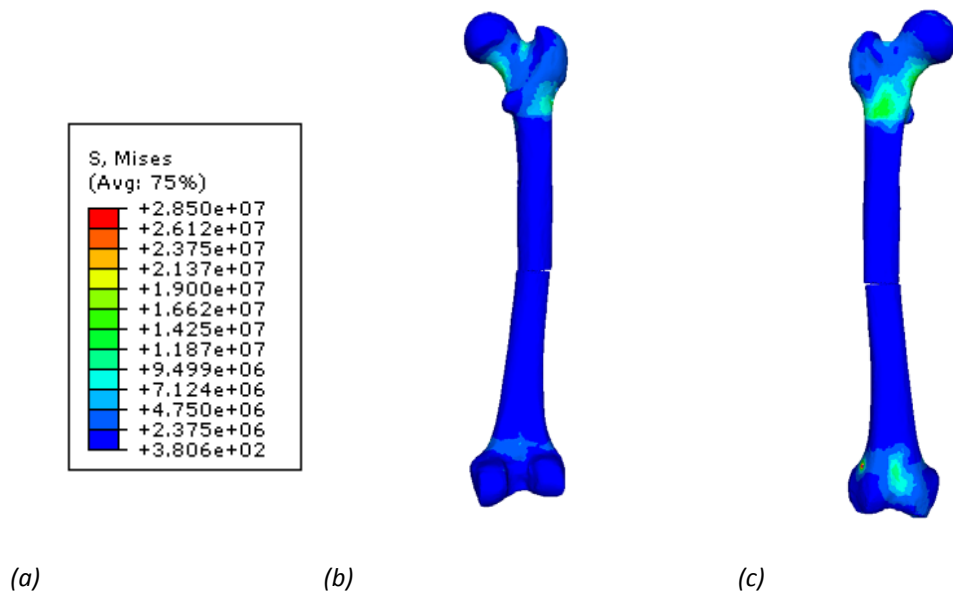 S, Mises
(Avg: 75%)
+2.850e+07
+2.612e+07
+2.375e+07
+2.137e+07
+1.900e+07
+1.662e+07
+1.425e+07
+1.187e+07
+9.499e+06
+7.124e+06
+4.750e+06
+2.375e+06
+3.806e+02
(a) (b) (c)